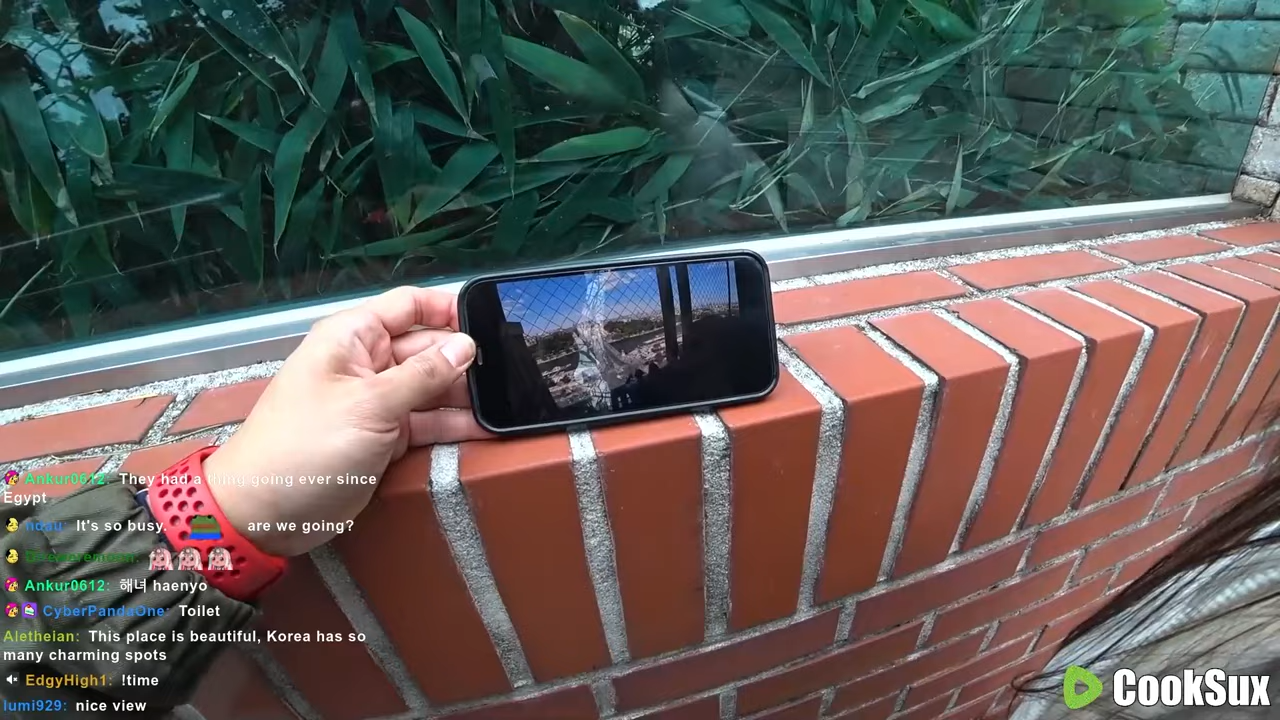 Ankur0612: They had a thing going ever since
Egypt
ndsu It's so busy. are we going?
Ankur0612: 해녀 haenyo
CyberPandaOne: Toilet
Aletheian: This place is beautiful, Korea has so
many charming spots
EdgyHigh1: !time
lumi929: nice view
CookSux